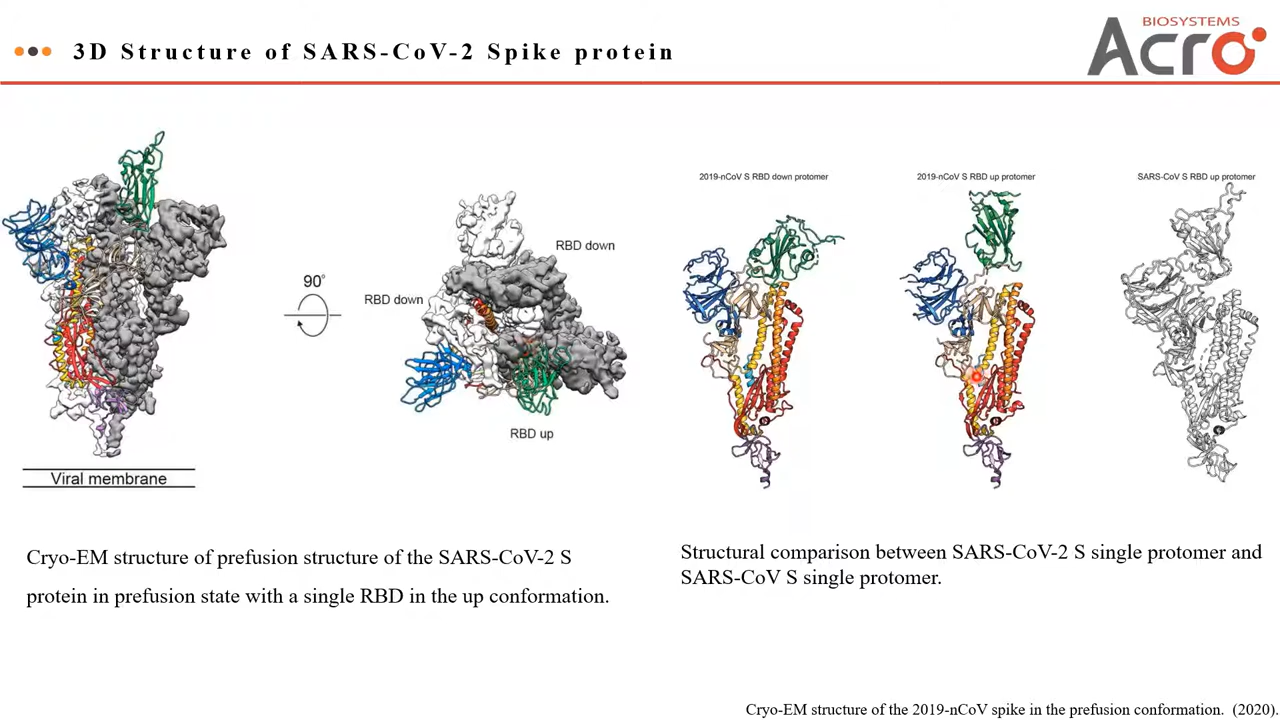 3D Structure of SARS-CoV-2 Spike protein
BIOSYSTEMS
Acro
2019-nCoV S RBD down protomer
2019-nCoV S RBD up protomer
SARS-CoV S RBD up protomer
RBD down
90°
RBD down
RBD up
Viral membrane
Cryo-EM structure of prefusion structure of the SARS-CoV-2 S
protein in prefusion state with a single RBD in the up conformation.
Structural comparison between SARS-CoV-2 S single protomer and
SARS-CoV S single protomer.
Cryo-EM structure of the 2019-nCoV spike in the prefusion conformation. (2020).